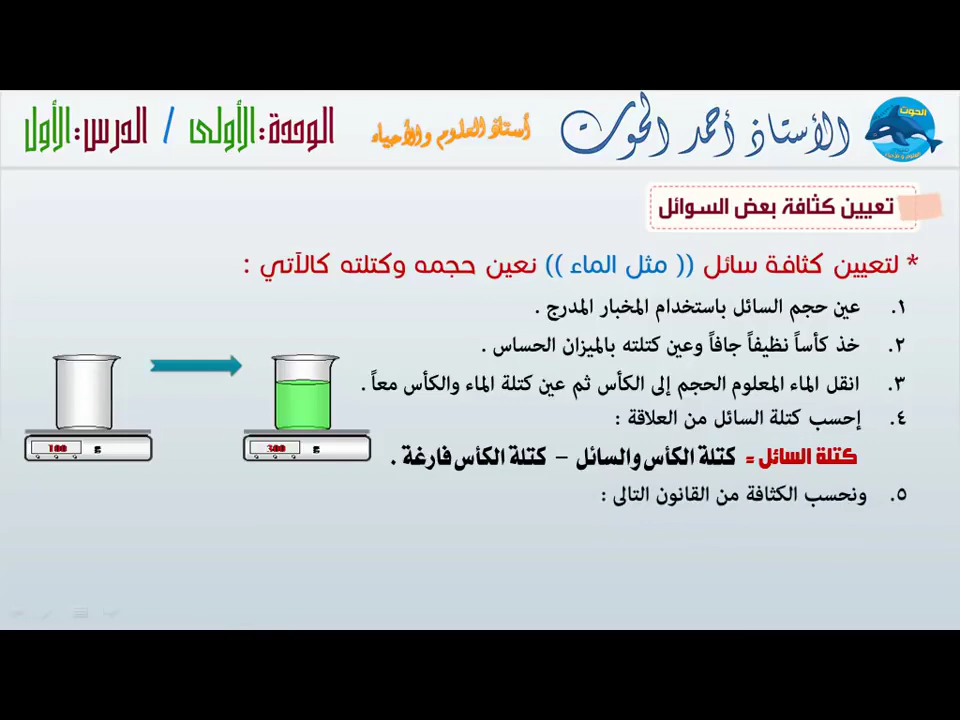 الحوت
الأستاذ أحمد الحوت
أستاذ العلوم والأحياء
الوحدة: الأولى / الدرس: الأول
تعيين كثافة بعض السوائل
* لتعيين كثافة سائل (( مثل الماء )) نعين حجمه وكتلته كالآتي :
١. عين حجم السائل باستخدام المخبار المدرج .
٢. خذ كأساً نظيفاً جافاً وعين كتلته بالميزان الحساس .
٣. انقل الماء المعلوم الحجم إلى الكأس ثم عين كتلة الماء والكأس معاً .
٤. إحسب كتلة السائل من العلاقة :
كتلة السائل = كتلة الكأس والسائل – كتلة الكأس فارغة .
٥. ونحسب الكثافة من القانون التالى :
100 g
300 g